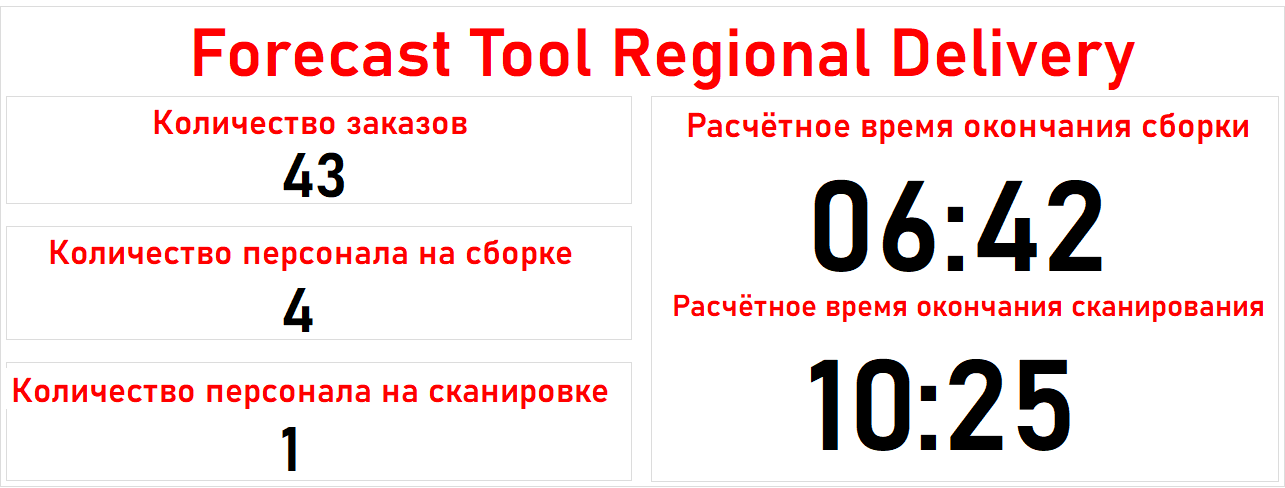 Forecast Tool Regional Delivery
Количество заказов
43
Количество персонала на сборке
4
Количество персонала на сканировке
1
Расчётное время окончания сборки
06:42
Расчётное время окончания сканирования
10:25